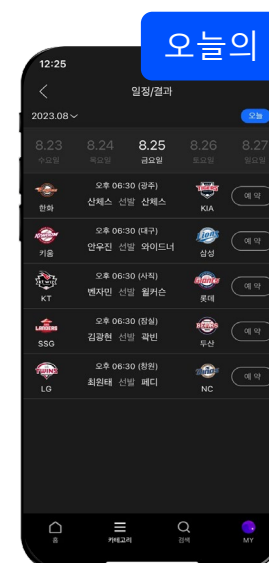 오늘의
12:25
일정/결과
2023.08
오늘
8.23 8.24 8.25 8.26 8.27
수요일 목요일 금요일 토요일 일요일
오후 06:30 (광주)
산체스 선발 산체스
한화 KIA
예 약
오후 06:30 (대구)
안우진 선발 와이드너
키움 삼성
예 약
오후 06:30 (사직)
벤자민 선발 윌커슨
KT 롯데
예 약
오후 06:30 (잠실)
김광현 선발 곽빈
SSG 두산
예 약
오후 06:30 (창원)
최원태 선발 페디
LG NC
예 약
홈 카테고리 검색 MY